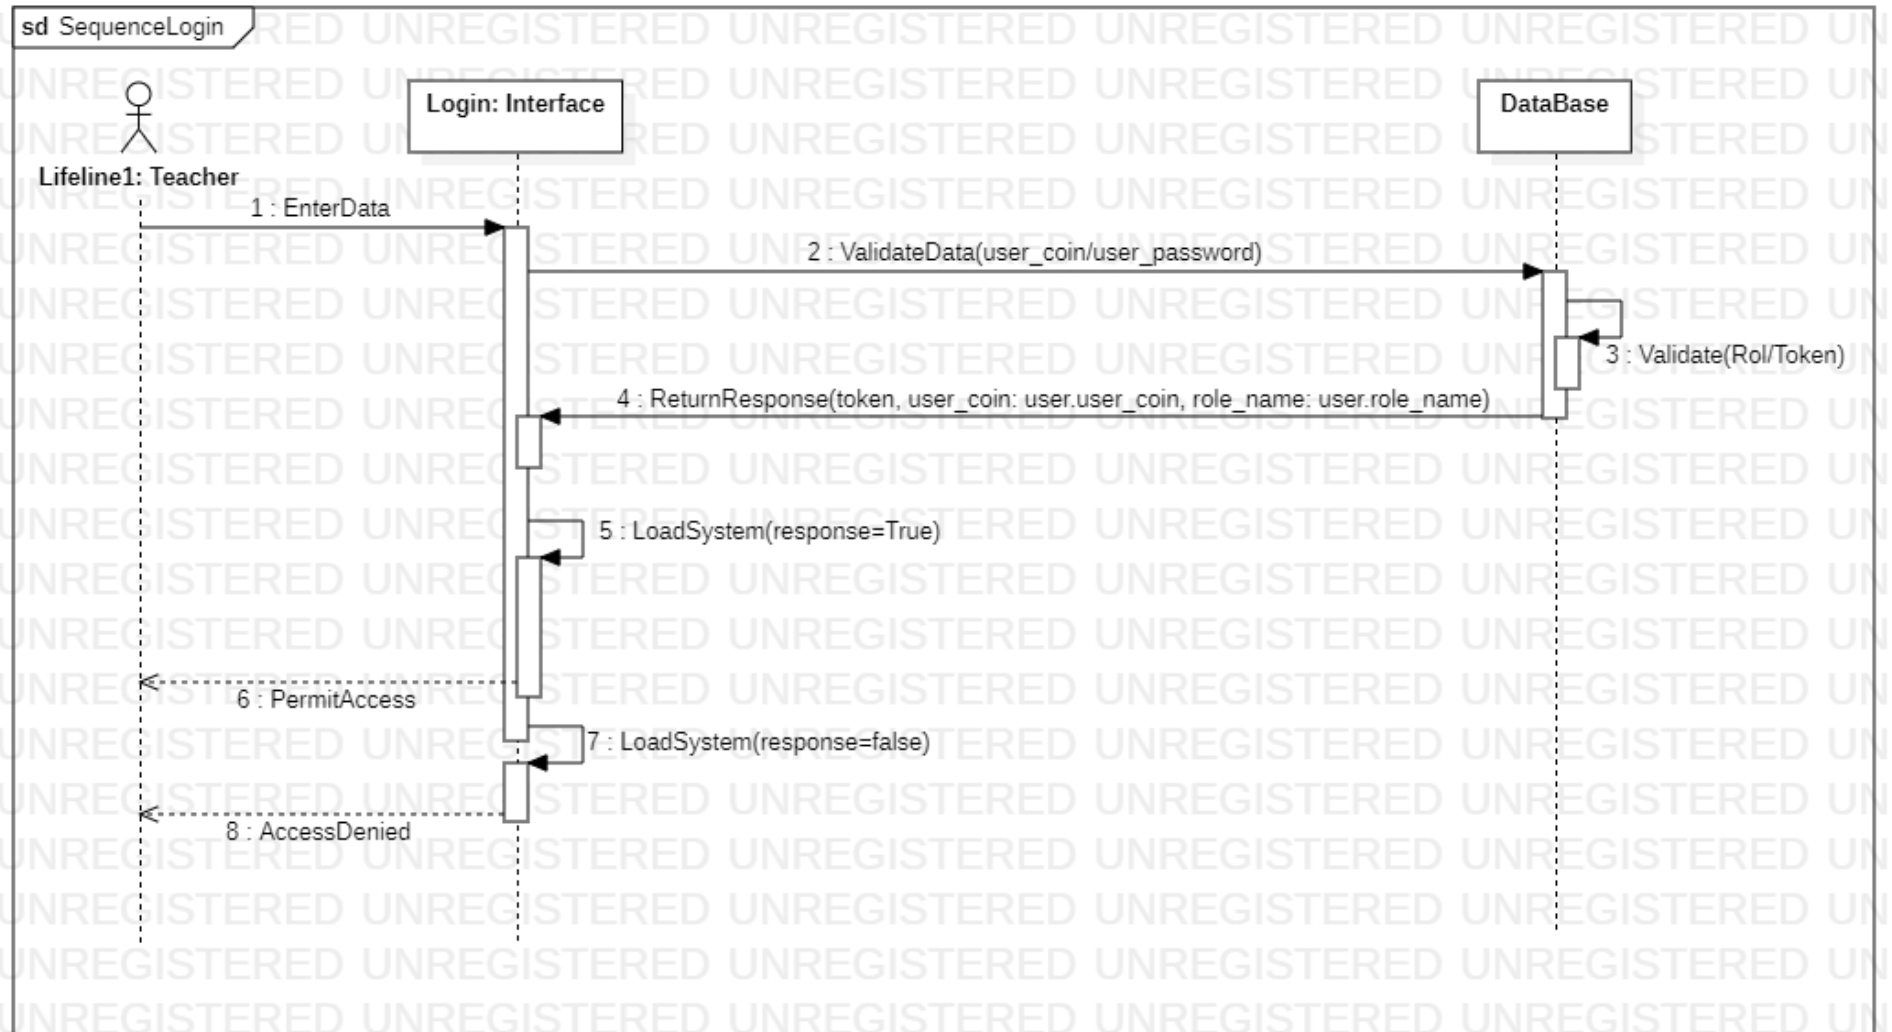 sd SequenceLogin
Login: Interface
DataBase
Lifeline1: Teacher
1 : EnterData
2 : ValidateData(user_coin/user_password)
3 : Validate(Rol/Token)
4 : ReturnResponse(token, user_coin: user.user_coin, role_name: user.role_name)
5 : LoadSystem(response=True)
6 : PermitAccess
7 : LoadSystem(response=false)
8 : AccessDenied
UNREGISTERED